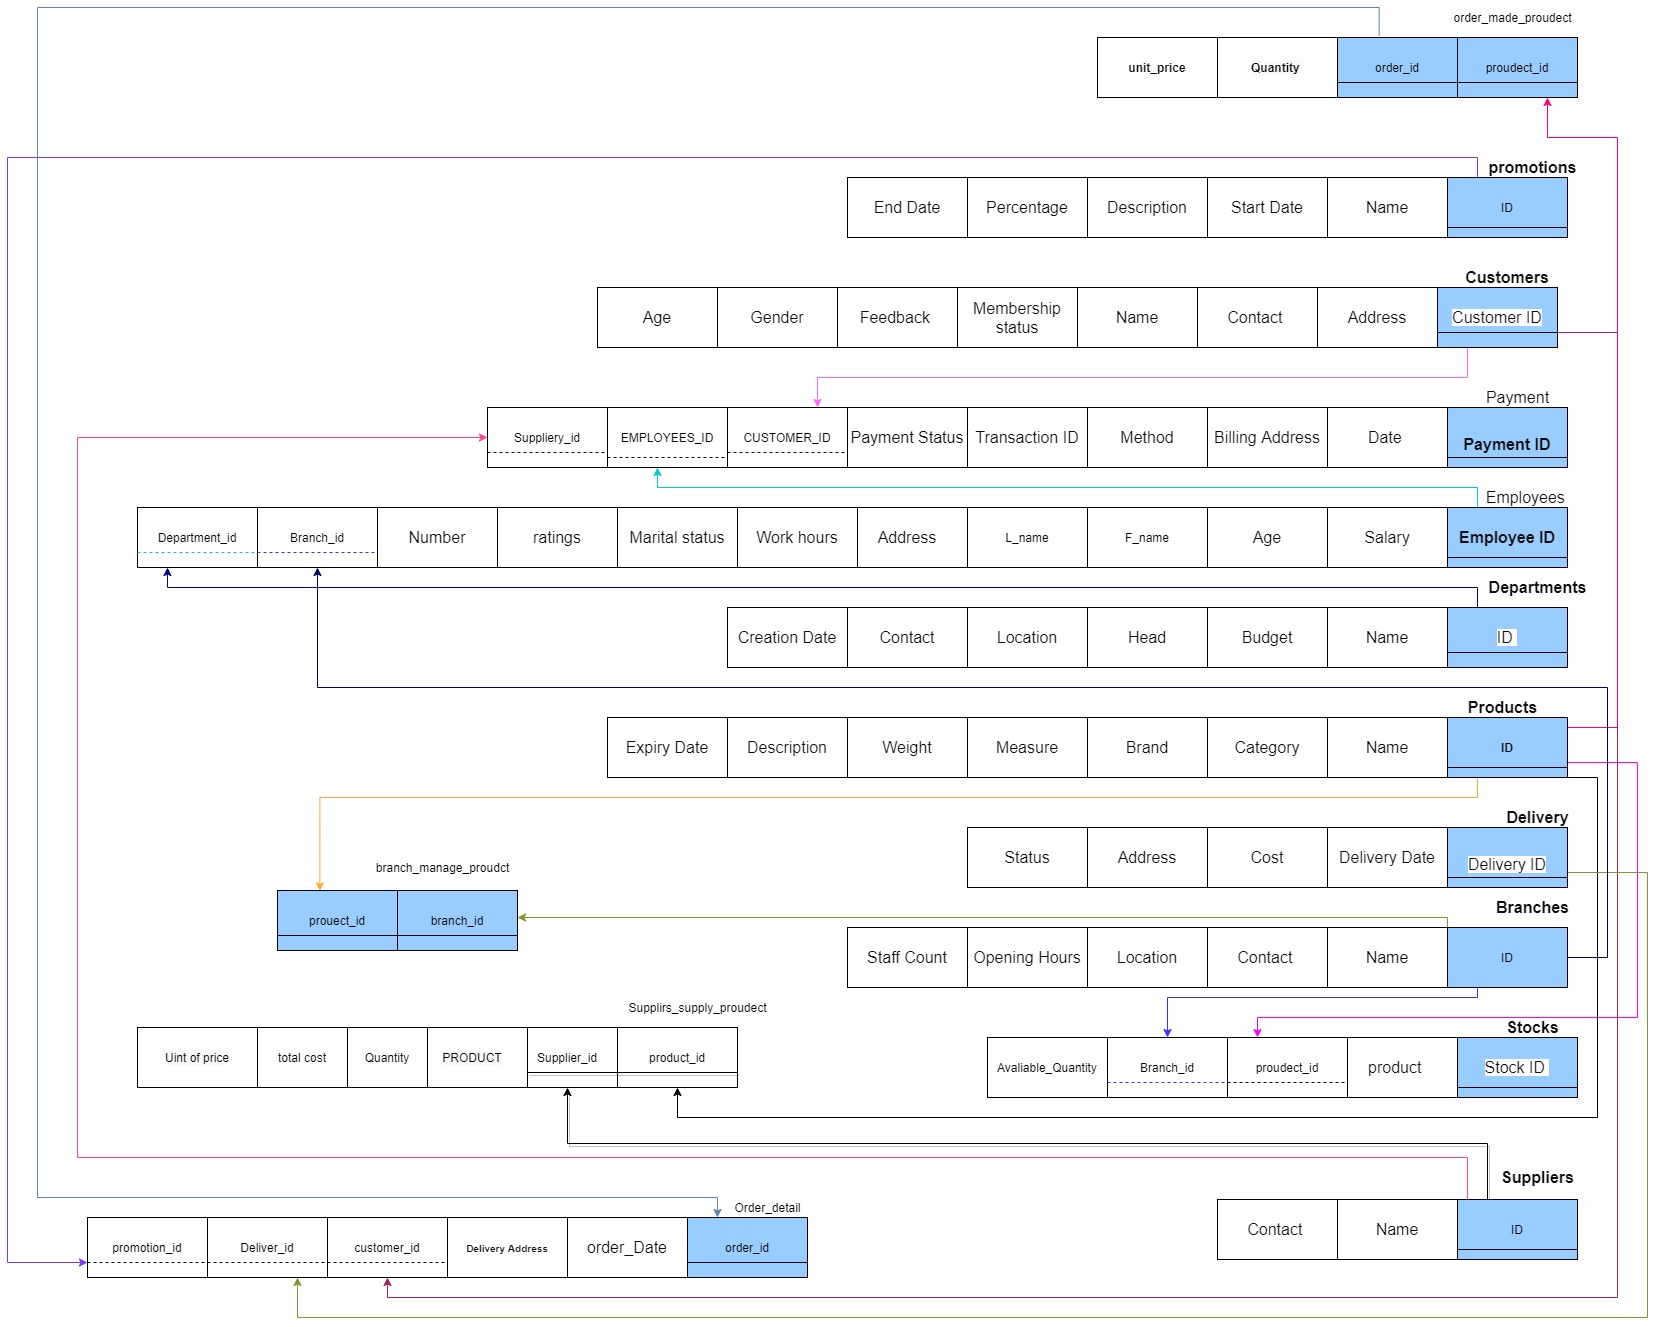 order_made_proudect
unit_price Quantity order_id proudect_id
promotions
End Date Percentage Description Start Date Name ID
Customers
Age Gender Feedback Membership status Name Contact Address Customer ID
Payment
Suppliery_id EMPLOYEES_ID CUSTOMER_ID Payment Status Transaction ID Method Billing Address Date Payment ID
Employees
Department_id Branch_id Number ratings Marital status Work hours Address L_name F_name Age Salary Employee ID
Departments
Creation Date Contact Location Head Budget Name ID
Products
Expiry Date Description Weight Measure Brand Category Name ID
Delivery
Status Address Cost Delivery Date Delivery ID
branch_manage_proudct
prouect_id branch_id
Branches
Staff Count Opening Hours Location Contact Name ID
Supplirs_supply_proudect
Uint of price total cost Quantity PRODUCT Supplier_id product_id
Stocks
Avaliable_Quantity Branch_id proudect_id product Stock ID
Suppliers
Contact Name ID
Order_detail
promotion_id Deliver_id customer_id Delivery Address order_Date order_id